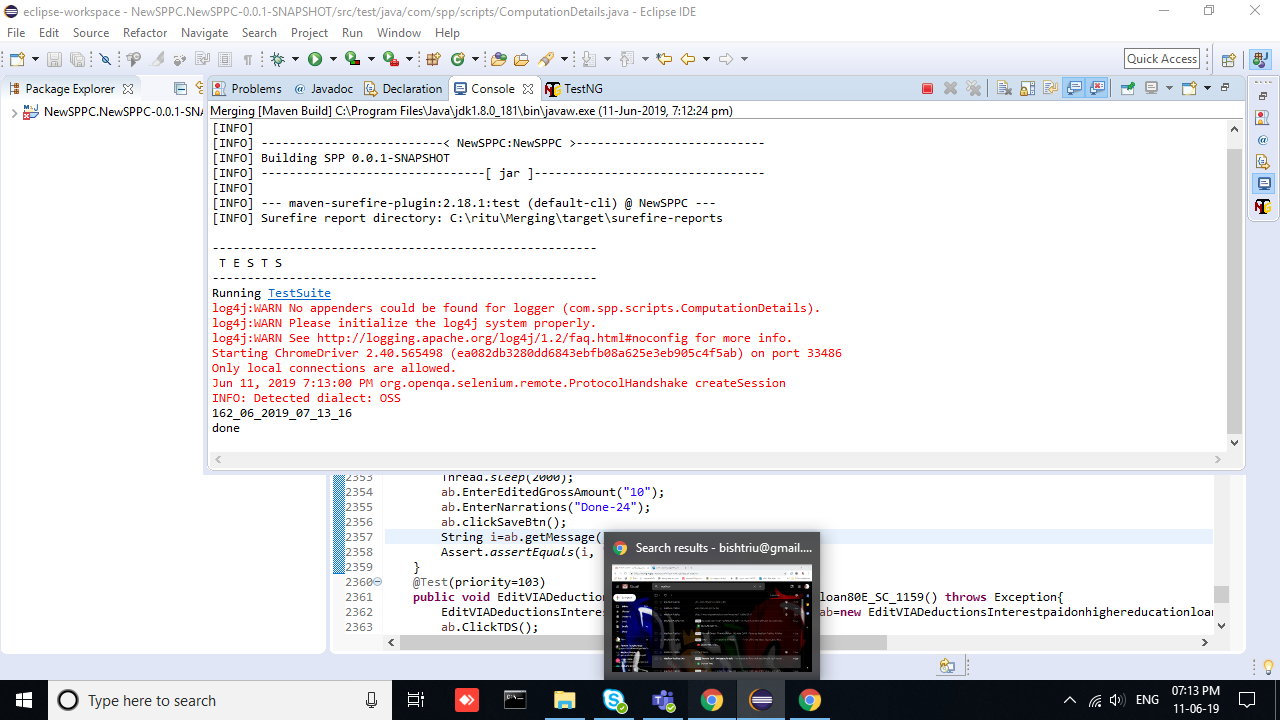 eclipse-workspace - NewSPPC.NewSPPC-0.0.1-SNAPSHOT/src/test/java/com/spp/scripts/ComputationDetails.java - Eclipse IDE
File Edit Source Refactor Navigate Search Project Run Window Help
Quick Access
Package Explorer
Problems @ Javadoc Declaration Console TestNG
NewSPPC.NewSPPC-0.0.1-SNA
Merging [Maven Build] C:\Program Files\Java\jdk1.8.0_181\bin\javaw.exe (11-Jun-2019, 7:12:24 pm)
[INFO]
[INFO] --------------------------< NewSPPC:NewSPPC >---------------------------
[INFO] Building SPP 0.0.1-SNAPSHOT
[INFO] --------------------------------[ jar ]---------------------------------
[INFO]
[INFO] --- maven-surefire-plugin:2.18.1:test (default-cli) @ NewSPPC ---
[INFO] Surefire report directory: C:\ritu\Merging\target\surefire-reports
-------------------------------------------------------
T E S T S
-------------------------------------------------------
Running TestSuite
log4j:WARN No appenders could be found for logger (com.spp.scripts.ComputationDetails).
log4j:WARN Please initialize the log4j system properly.
log4j:WARN See http://logging.apache.org/log4j/1.2/faq.html#noconfig for more info.
Starting ChromeDriver 2.40.565498 (ea082db3280dd6843ebfb08a625e3eb905c4f5ab) on port 33486
Only local connections are allowed.
Jun 11, 2019 7:13:00 PM org.openqa.selenium.remote.ProtocolHandshake createSession
INFO: Detected dialect: OSS
162_06_2019_07_13_16
done
2353 Thread.sleep(2000);
2354 ab.EnterEditedGrossAmount("10");
2355 ab.EnterNarrations("Done-24");
2356 ab.clickSaveBtn();
2357 String i=ab.getMessage(
2358 Assert.assertEquals(i,
2359 }
2360 @Test(priority=103)
2361 public void EditVIADeduction loan80E_SC_1159() throws Exception{
2362 EditVIADeductionsInteres ab=new EditVIADeductionsInterestpaidonhighereducationloan
2363 ab.ClickTDS();
Search results - bishtriu@gmail....
Type here to search
ENG
07:13 PM
11-06-19